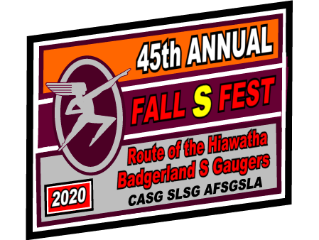 45th ANNUAL
FALL S FEST
Route of the Hiawatha
Badgerland S Gaugers
2020
CASG SLSG AFSGSLA